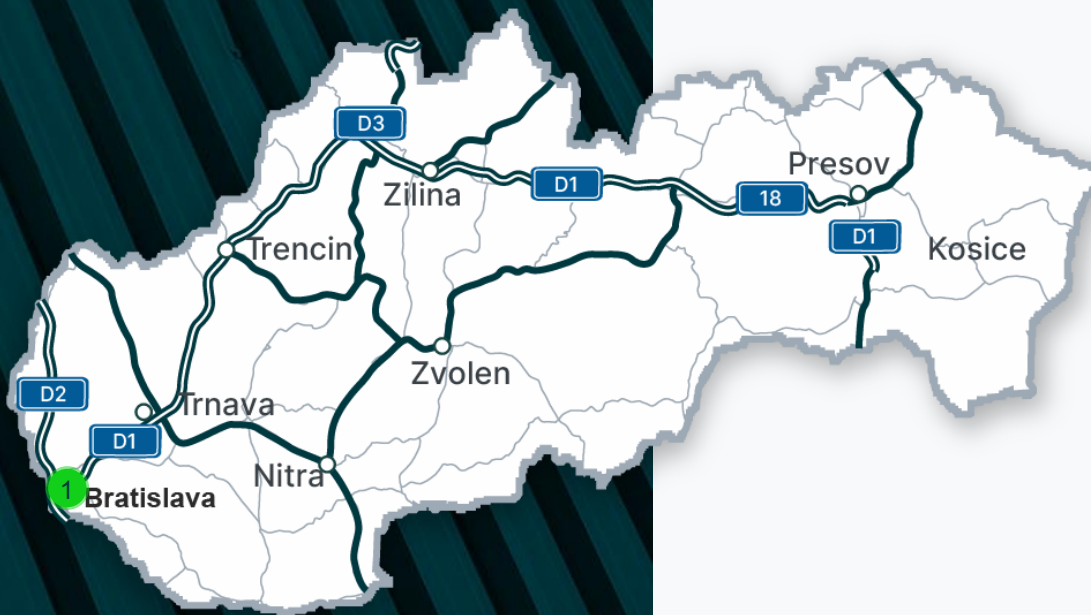 D3
Presov
Zilina
D1
18
D1
Trencin
Kosice
Zvolen
D2
Trnava
D1
Nitra
1
Bratislava